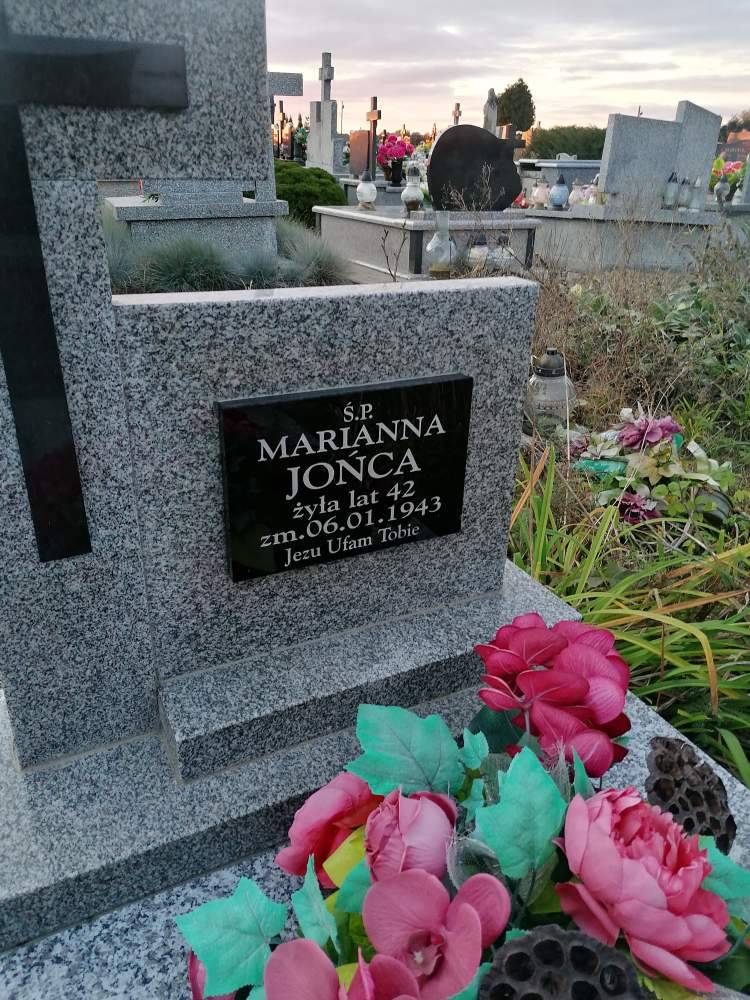 Ś.P.
MARIANNA
JOŃCA
żyła lat 42
zm.06.01.1943
Jezu Ufam Tobie